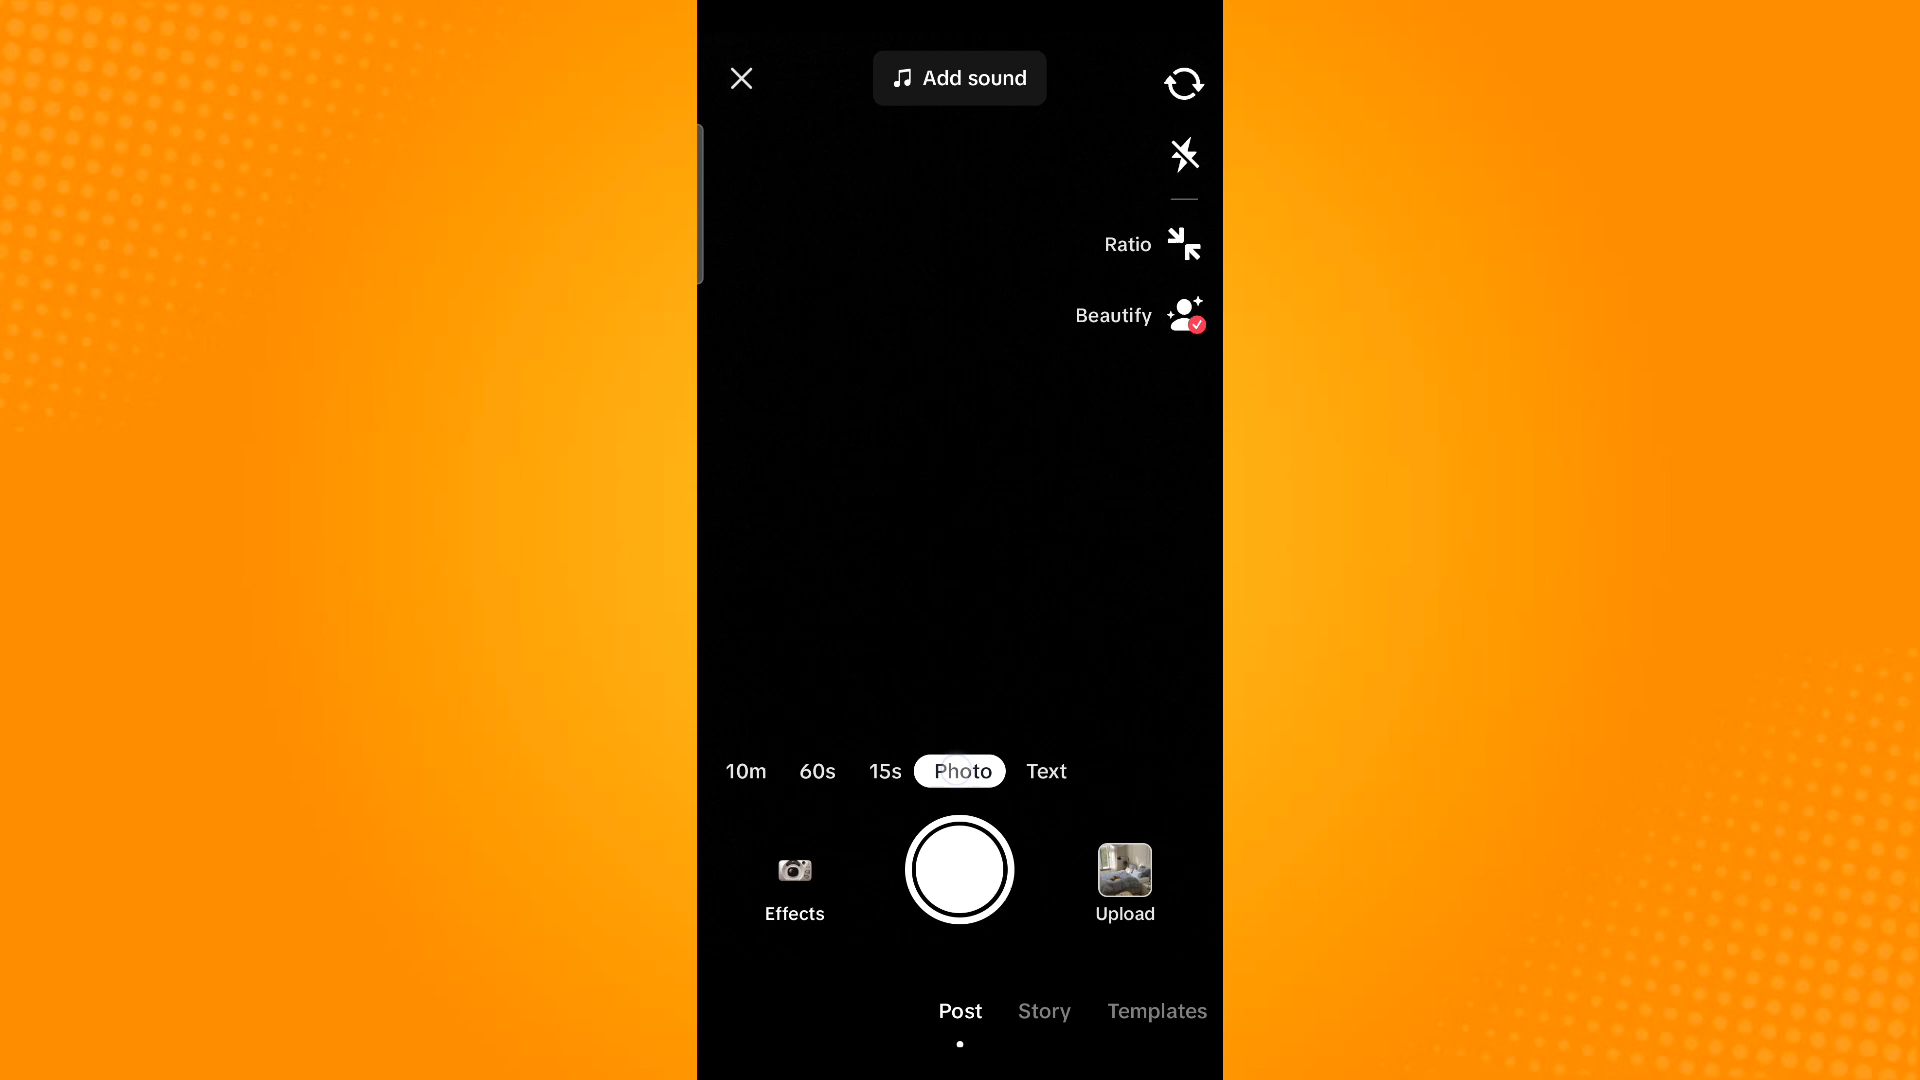 Add sound
Ratio
Beautify
10m 60s 15s Photo Text
Effects
Upload
Post Story Templates